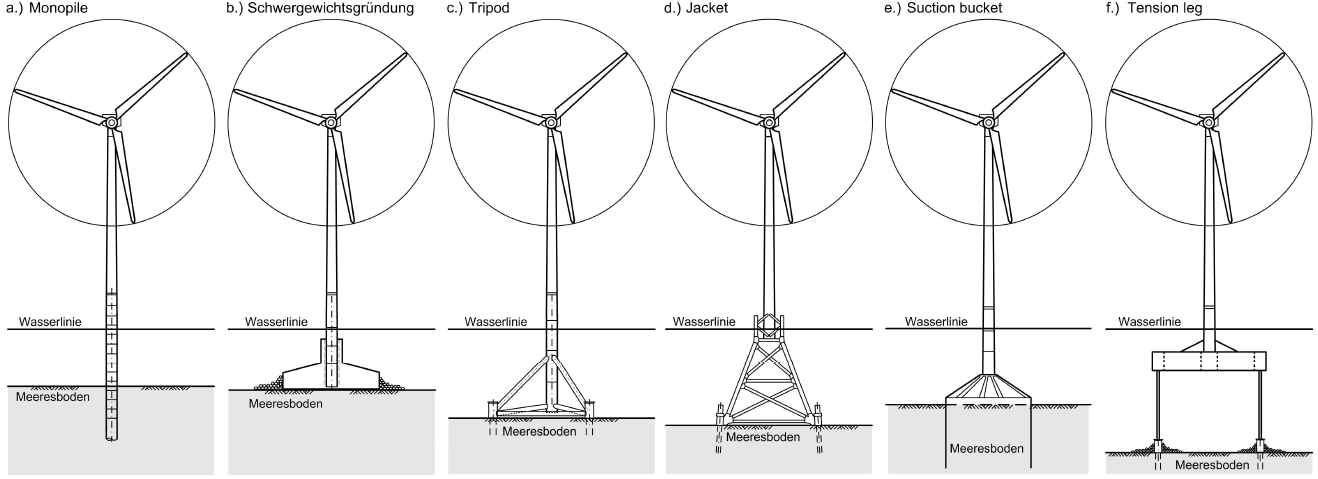 a.) Monopile
b.) Schwergewichtsgründung
c.) Tripod
d.) Jacket
e.) Suction bucket
f.) Tension leg
Wasserlinie
Wasserlinie
Wasserlinie
Wasserlinie
Wasserlinie
Wasserlinie
Meeresboden
Meeresboden
Meeresboden
Meeresboden
Meeresboden
Meeresboden